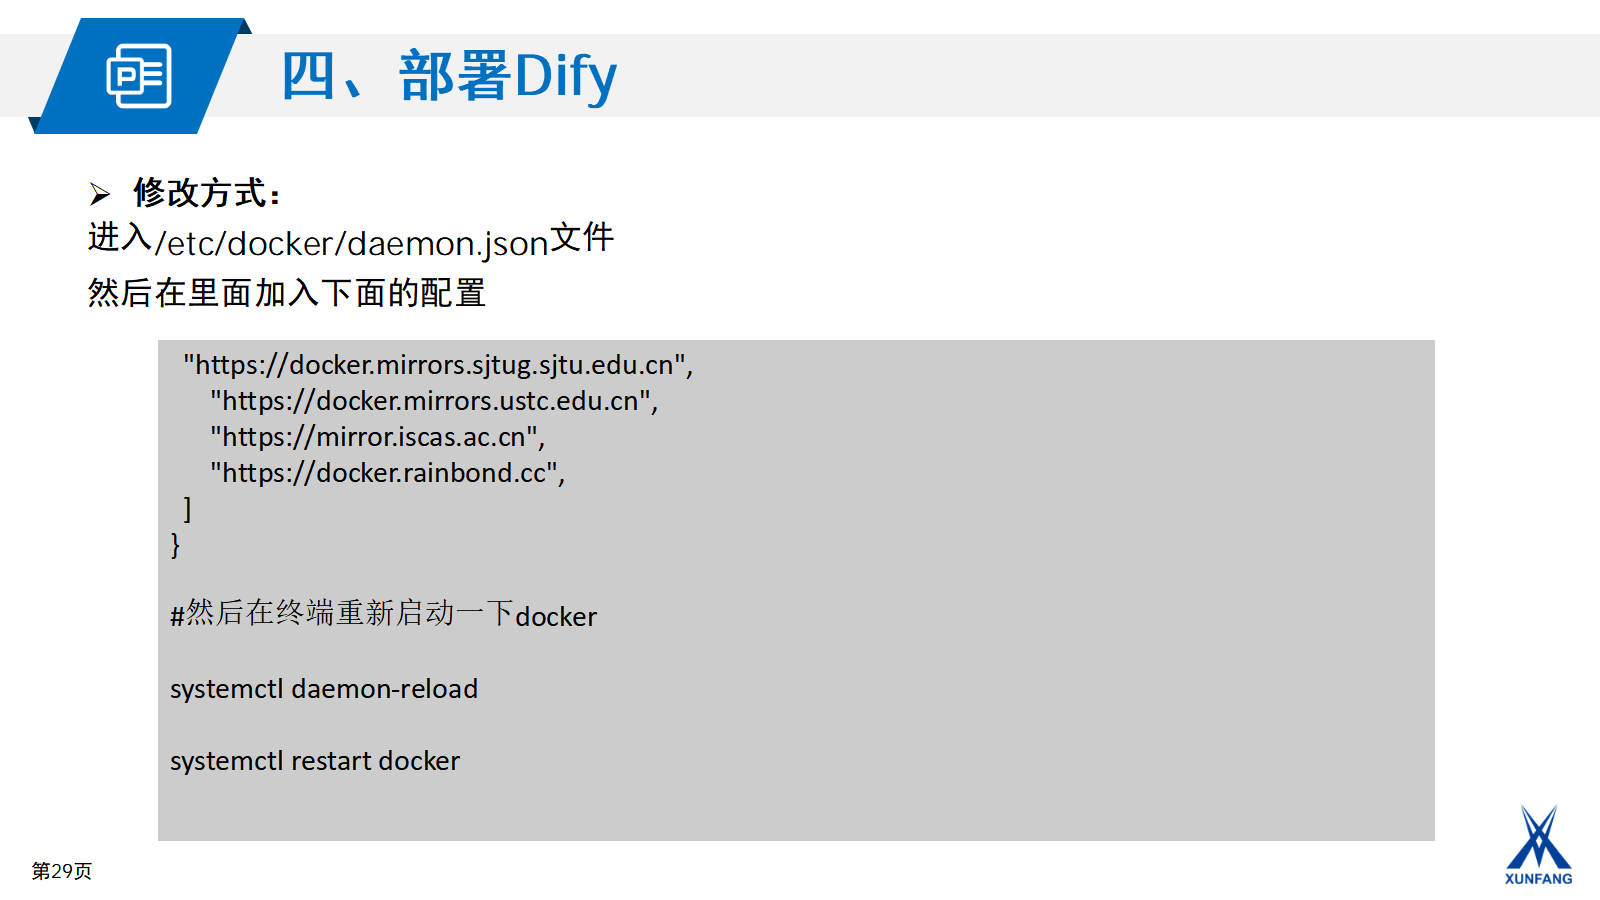 四、部署Dify
修改方式：
进入/etc/docker/daemon.json文件
然后在里面加入下面的配置
"https://docker.mirrors.sjtug.sjtu.edu.cn",
"https://docker.mirrors.ustc.edu.cn",
"https://mirror.iscas.ac.cn",
"https://docker.rainbond.cc",
]
}
#然后在终端重新启动一下docker
systemctl daemon-reload
systemctl restart docker
第29页
XUNFANG